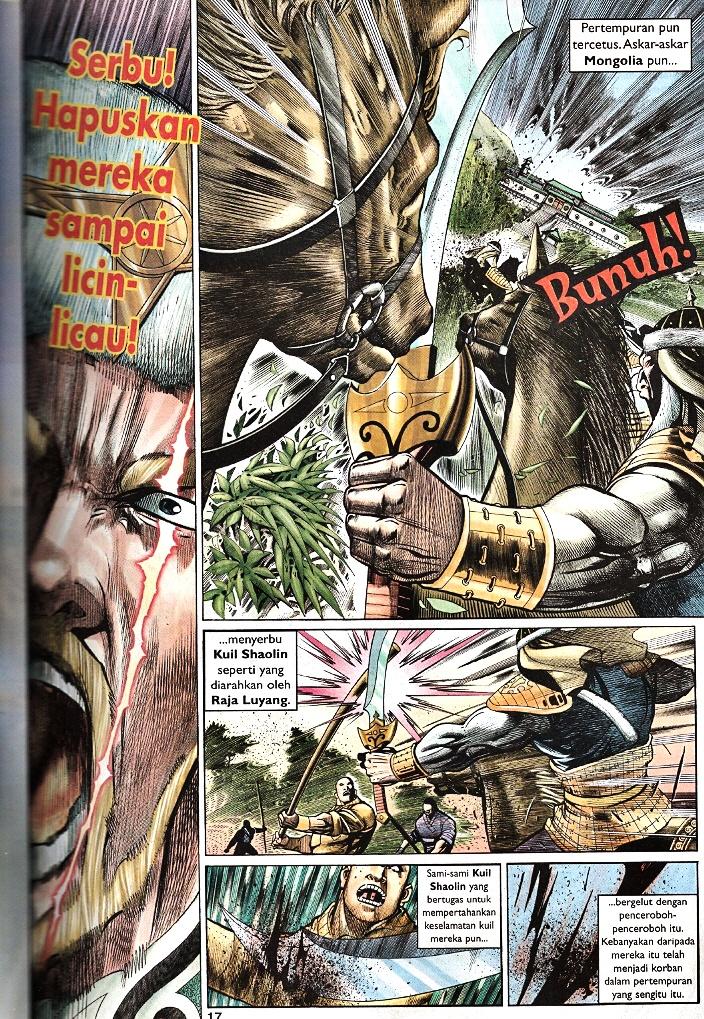 Serbu!
Hapuskan
mereka
sampai
licin-
licau!
Pertempuran pun
tercetus. Askar-askar
Mongolia pun...
Bunuh!
...menyerbu
Kuil Shaolin
seperti yang
diarahkan oleh
Raja Luyang.
Sami-sami Kuil
Shaolin yang
bertugas untuk
mempertahankan
keselamatan kuil
mereka pun...
...bergelut dengan
penceroboh-
penceroboh itu.
Kebanyakan daripada
mereka itu telah
menjadi korban
dalam pertempuran
yang sengitu itu.
17